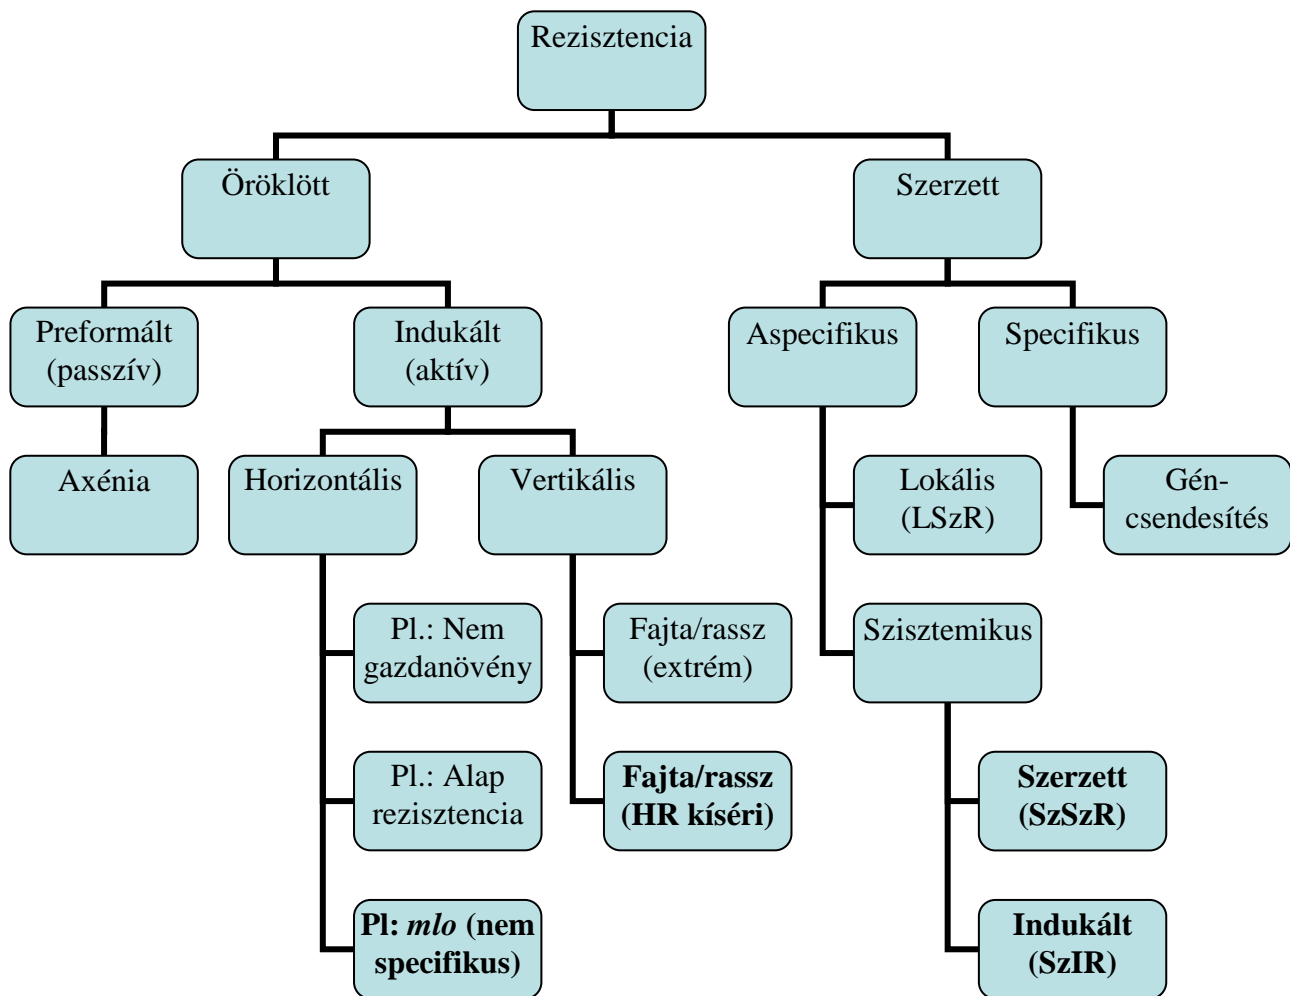 Rezisztencia
Öröklött
Szerzett
Preformált
(passzív)
Indukált
(aktív)
Aspecifikus
Specifikus
Axénia
Horizontális
Vertikális
Lokális
(LSzR)
Gén-
csendesítés
Pl.: Nem
gazdanövény
Fajta/rassz
(extrém)
Szisztemikus
Pl.: Alap
rezisztencia
Fajta/rassz
(HR kíséri)
Szerzett
(SzSzR)
Pl: mlo (nem
specifikus)
Indukált
(SzIR)